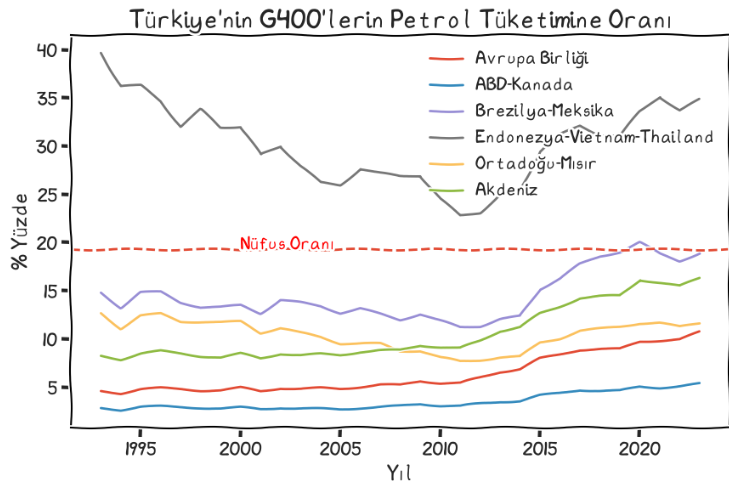 Türkiye'nin G400'lerin Petrol Tüketimine Oranı
% Yüzde
40
35
30
25
20
15
10
5
Avrupa Birliği
ABD-Kanada
Brezilya-Meksika
Endonezya-Vietnam-Thailand
Ortadoğu-Mısır
Akdeniz
Nüfus Oranı
1995
2000
2005
2010
2015
2020
Yıl